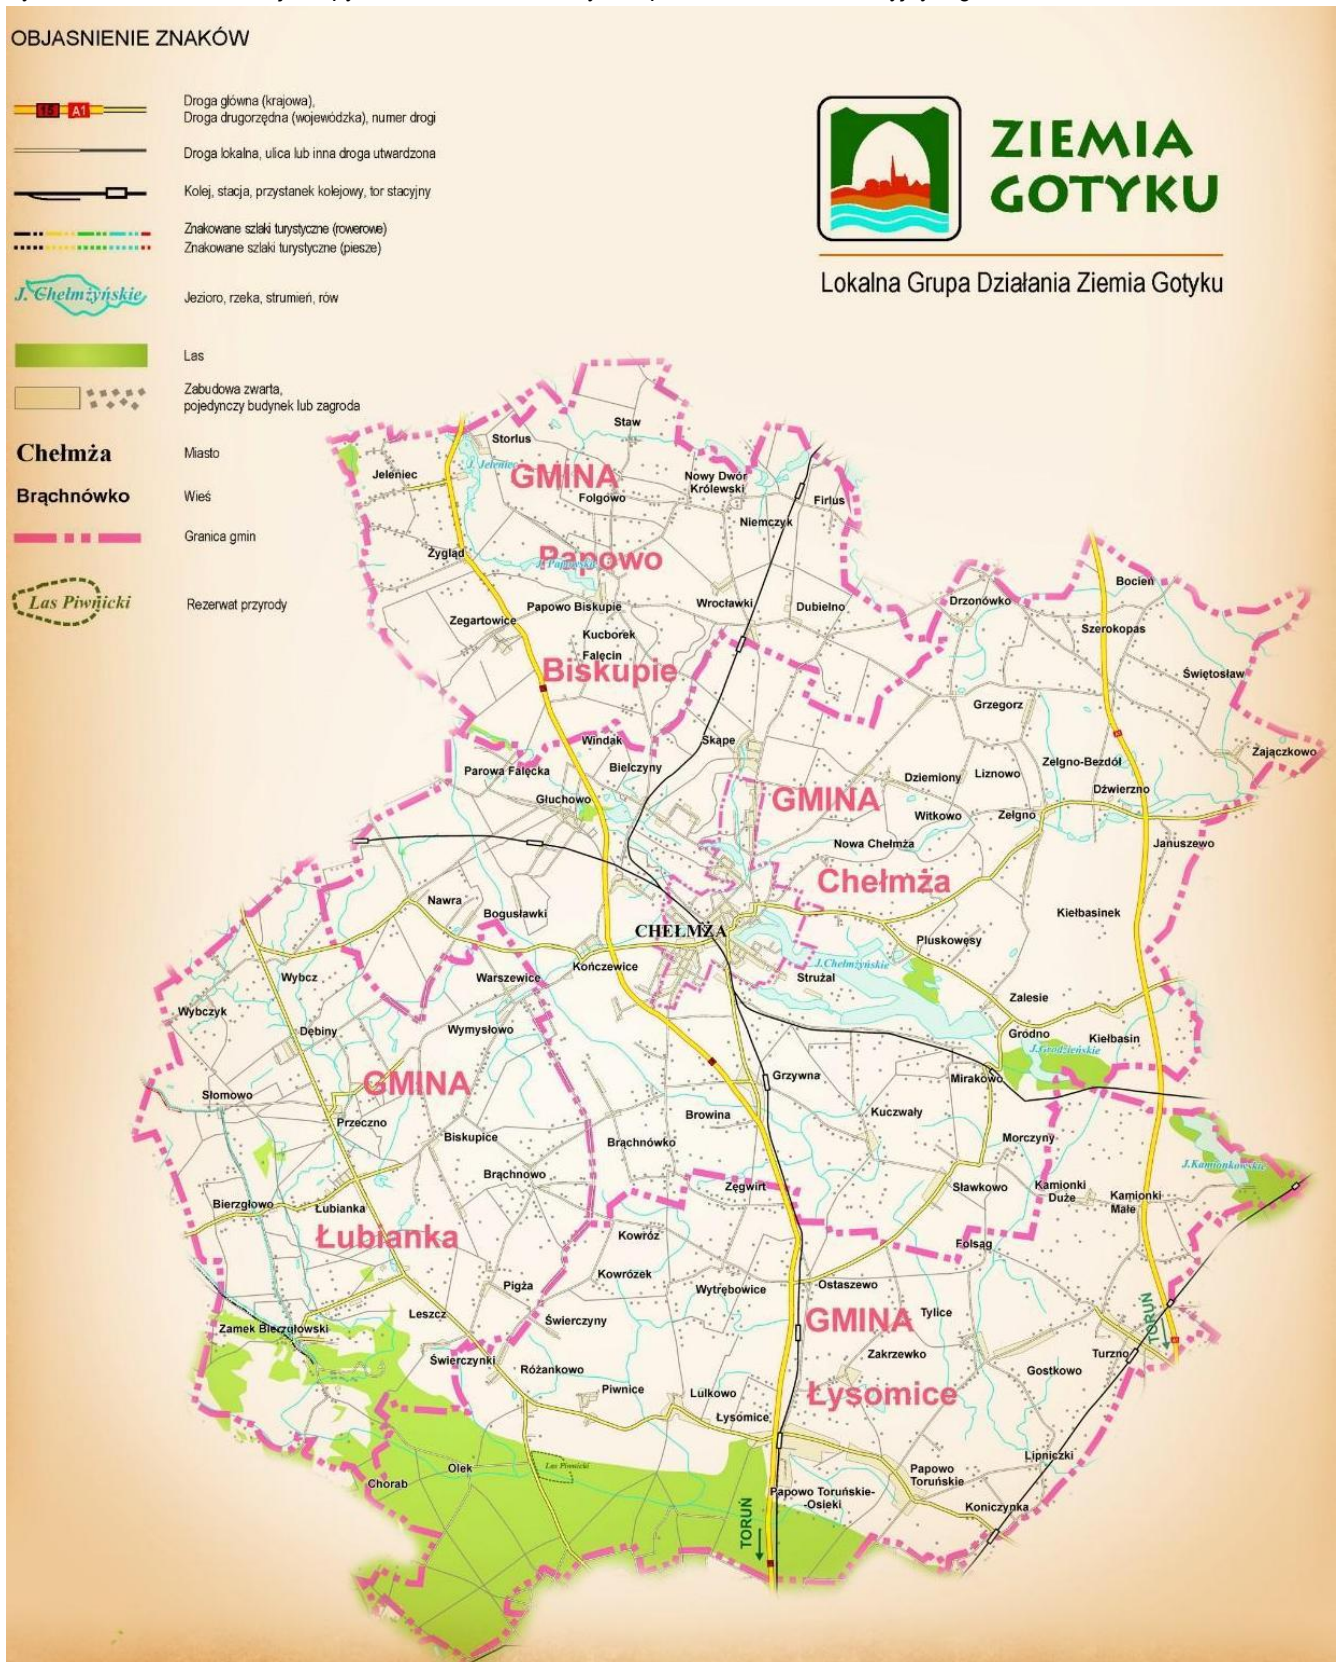 OBJASNIENIE ZNAKÓW
15 A1
Droga główna (krajowa),
Droga drugorzędna (wojewódzka), numer drogi
Droga lokalna, ulica lub inna droga utwardzona
Kolej, stacja, przystanek kolejowy, tor stacyjny
Znakowane szlaki turystyczne (rowerowe)
Znakowane szlaki turystyczne (piesze)
J. Chełmżyńskie
Jezioro, rzeka, strumień, rów
Las
Zabudowa zwarta,
pojedynczy budynek lub zagroda
Chełmża
Miasto
Brąchnówko
Wieś
Granica gmin
Las Piwnicki
Rezerwat przyrody
ZIEMIA
GOTYKU
Lokalna Grupa Działania Ziemia Gotyku
Staw
Storlus
J. Jeleniec
Jeleniec
GMINA
Nowy Dwór
Królewski
Folgowo
Firlus
Niemczyk
Żygląd
Papowo
J. Papowskie
Bocień
Papowo Biskupie
Wrocławki
Dubielno
Drzonówko
Zegartowice
Kucborek
Szerokopas
Falęcin
Biskupie
Świętosław
Grzegorz
Windak
Skąpe
Zajączkowo
Parowa Falęcka
Bielczyny
Zelgno-Bezdół
Dziemiony
Liznowo
Głuchowo
GMINA
Dźwierzno
Witkowo
Zelgno
Nowa Chełmża
Januszewo
Chełmża
Nawra
Bogusławki
Kiełbasinek
CHEŁMŻA
Pluskowęsy
Kończewice
J.Chełmżyńskie
Wybcz
Warszewice
Strużal
Zalesie
Wybczyk
Dębiny
Wymysłowo
Gródno
Kiełbasin
J.Grodzieńskie
GMINA
Grzywna
Mirakowo
Słomowo
Kuczwały
Przeczno
Browina
Biskupice
Brąchnówko
Morczyny
J.Kamionkowskie
Brąchnowo
Zęgwirt
Sławkowo
Kamionki
Duże
Kamionki
Małe
Bierzgłowo
Łubianka
Łubianka
Kowróz
Folsąg
Kowrózek
Pigża
Wytrębowice
Ostaszewo
Leszcz
Świerczyny
GMINA
Tylice
TORUŃ
Zamek Bierzgłowski
Świerczynki
Zakrzewko
Turzno
Różankowo
Gostkowo
Piwnice
Lulkowo
Łysomice
Łysomice
Lipniczki
Olek
Las Piwnicki
Papowo
Toruńskie
Chorab
Papowo Toruńskie-
-Osieki
Koniczynka
TORUŃ